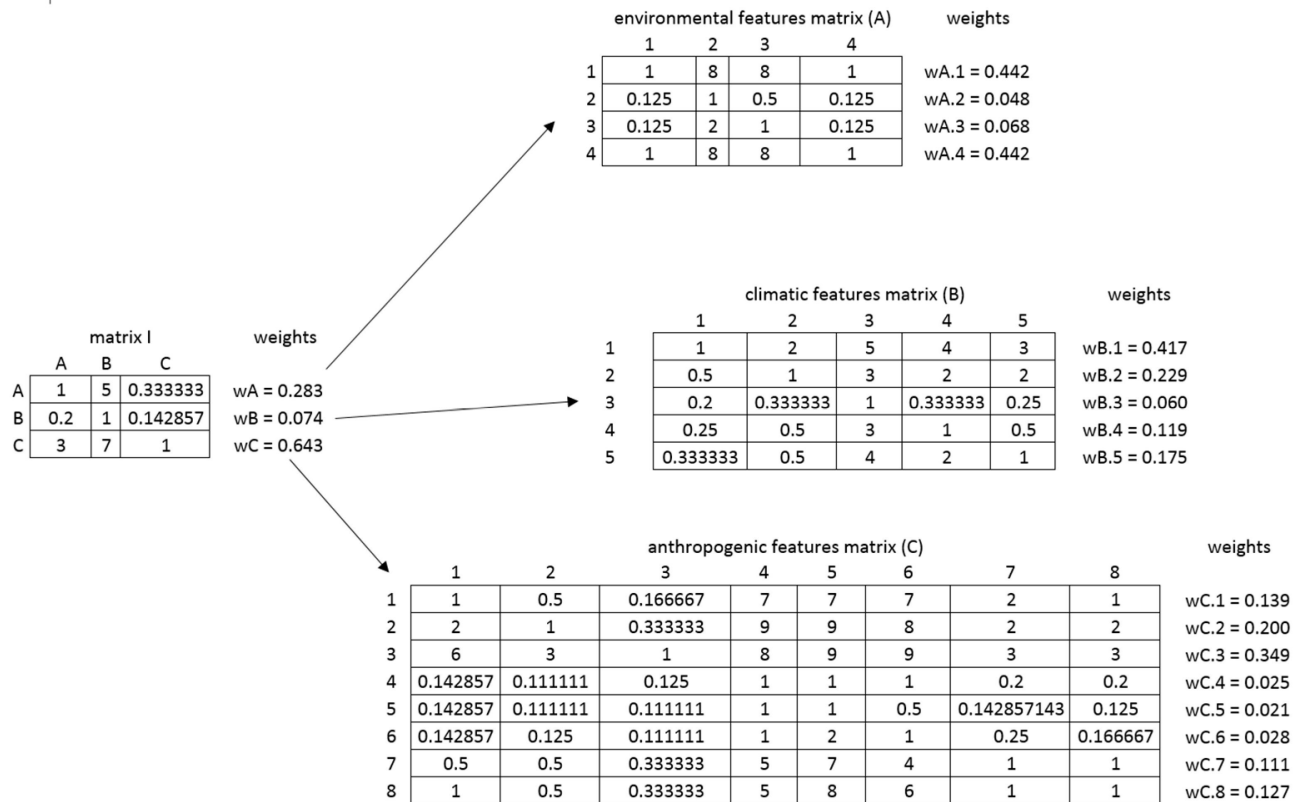 environmental features matrix (A) weights
1 2 3 4
1 1 8 8 1 wA.1 = 0.442
2 0.125 1 0.5 0.125 wA.2 = 0.048
3 0.125 2 1 0.125 wA.3 = 0.068
4 1 8 8 1 wA.4 = 0.442
climatic features matrix (B) weights
1 2 3 4 5
1 1 2 5 4 3 wB.1 = 0.417
2 0.5 1 3 2 2 wB.2 = 0.229
3 0.2 0.333333 1 0.333333 0.25 wB.3 = 0.060
4 0.25 0.5 3 1 0.5 wB.4 = 0.119
5 0.333333 0.5 4 2 1 wB.5 = 0.175
matrix I weights
A B C
A 1 5 0.333333 wA = 0.283
B 0.2 1 0.142857 wB = 0.074
C 3 7 1 wC = 0.643
anthropogenic features matrix (C) weights
1 2 3 4 5 6 7 8
1 1 0.5 0.166667 7 7 7 2 1 wC.1 = 0.139
2 2 1 0.333333 9 9 8 2 2 wC.2 = 0.200
3 6 3 1 8 9 9 3 3 wC.3 = 0.349
4 0.142857 0.111111 0.125 1 1 1 0.2 0.2 wC.4 = 0.025
5 0.142857 0.111111 0.111111 1 1 0.5 0.142857143 0.125 wC.5 = 0.021
6 0.142857 0.125 0.111111 1 2 1 0.25 0.166667 wC.6 = 0.028
7 0.5 0.5 0.333333 5 7 4 1 1 wC.7 = 0.111
8 1 0.5 0.333333 5 8 6 1 1 wC.8 = 0.127